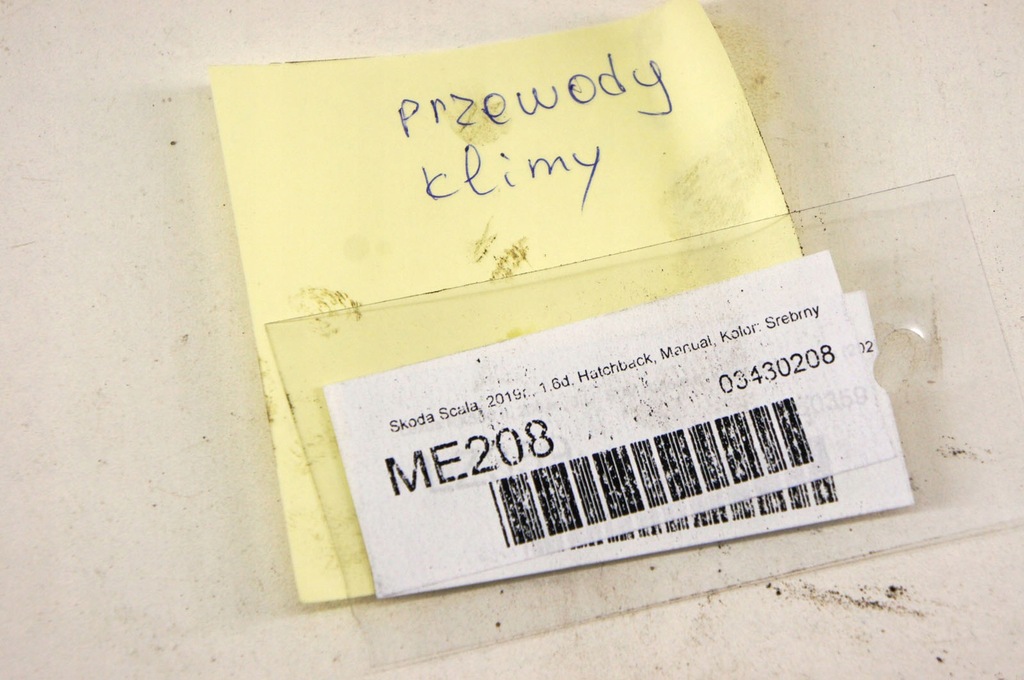 przewody
klimy
Skoda Scala, 2019r., 1.6d, Hatchback, Manual, Kolor: Srebrny
03430208
ME208